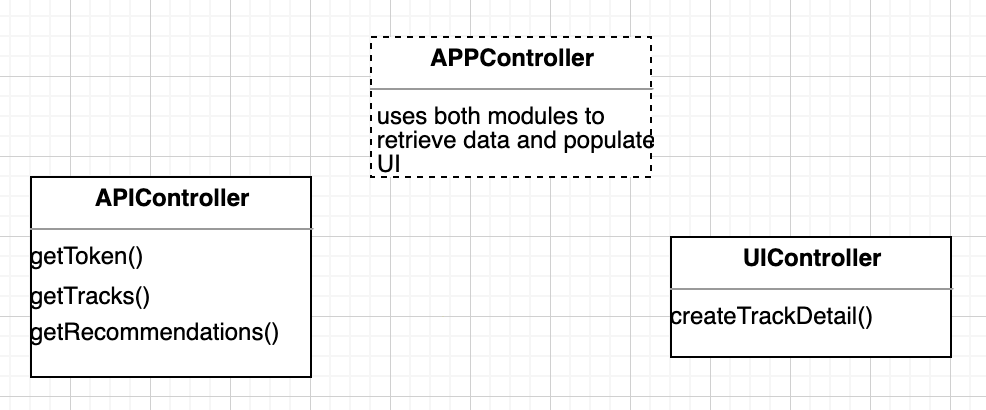 APPController
uses both modules to
retrieve data and populate
UI
APIController
getToken()
getTracks()
getRecommendations()
UIController
createTrackDetail()